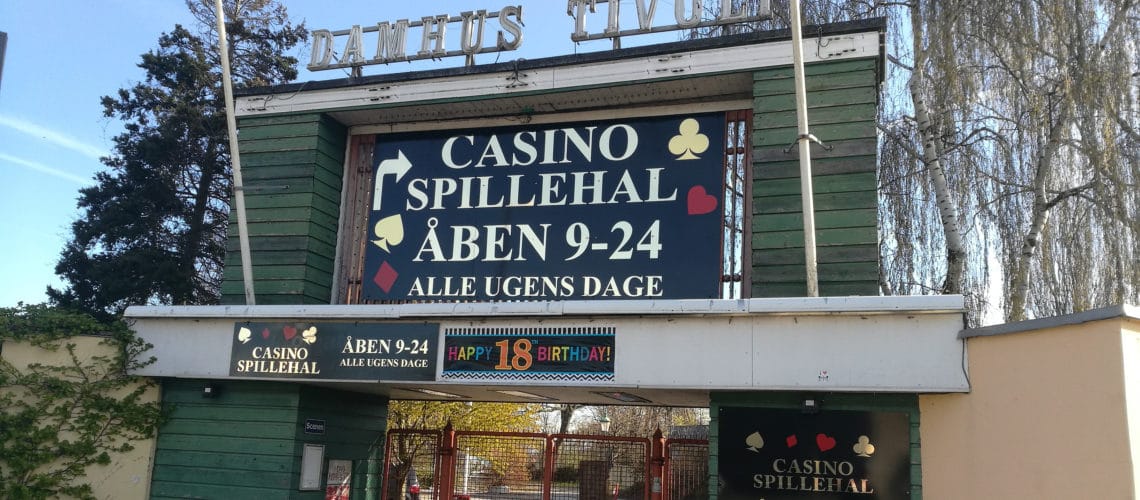 DAMHUS TIVOLI
CASINO
SPILLEHAL
ÅBEN 9-24
ALLE UGENS DAGE
CASINO
SPILLEHAL
ÅBEN 9-24
ALLE UGENS DAGE
HAPPY 18TH BIRTHDAY!
Scenen
CASINO
SPILLEHAL